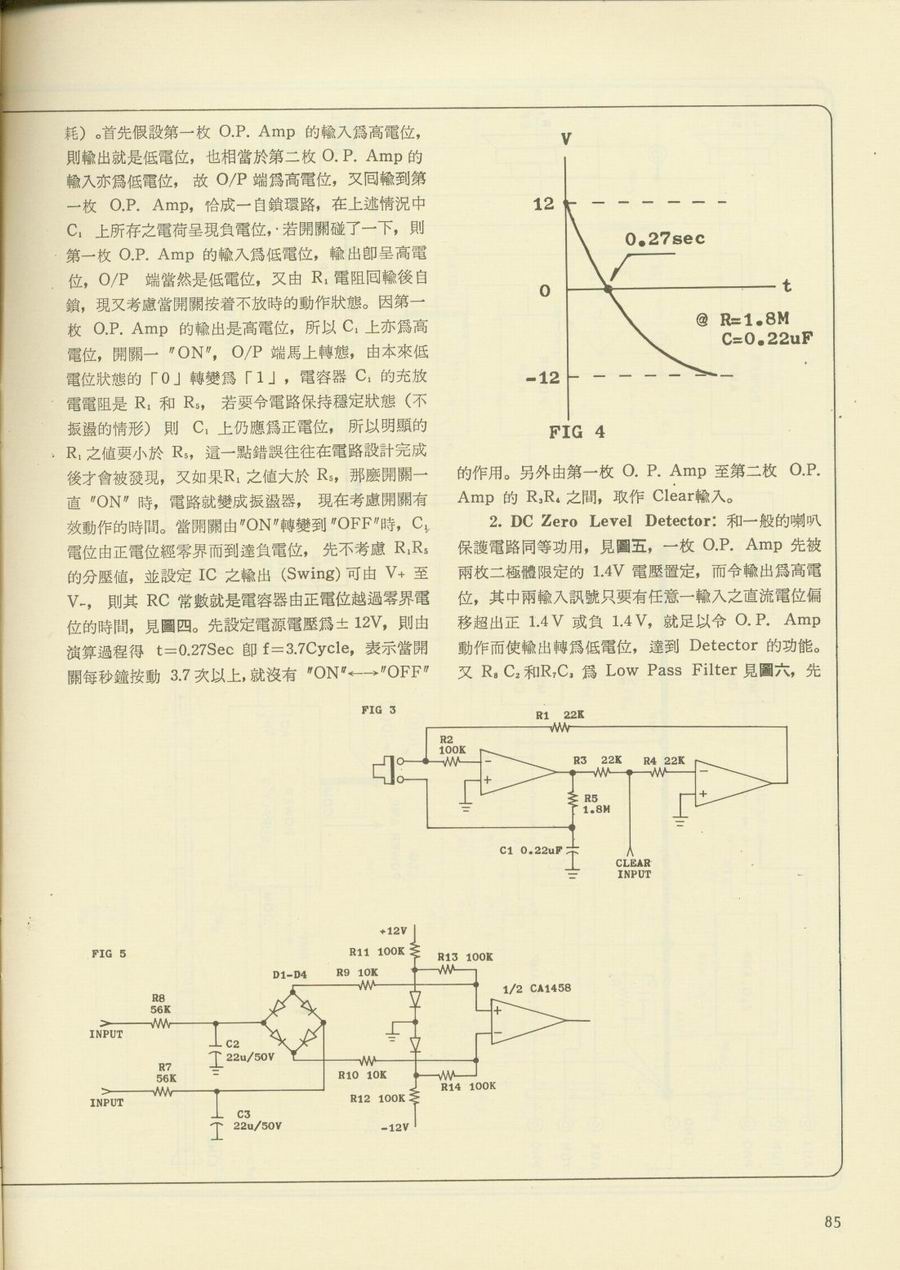 耗）。首先假設第一枚 O.P. Amp 的輸入爲高電位，
則輸出就是低電位，也相當於第二枚 O. P. Amp 的
輸入亦爲低電位， 故 O/P 端爲高電位，又囘輸到第
一枚 O.P. Amp，恰成一自鎖環路，在上述情況中
C₁ 上所存之電荷呈現負電位，若開關碰了一下，則
第一枚 O.P. Amp 的輸入爲低電位，輸出卽呈高電
位，O/P 端當然是低電位，又由 R₁ 電阻囘輸後自
鎖，現又考慮當開關按着不放時的動作狀態。因第一
枚 O.P. Amp 的輸出是高電位，所以 C₁ 上亦爲高
電位，開關一 "ON"， O/P 端馬上轉態，由本來低
電位狀態的「0」轉變爲「1」，電容器 C₁ 的充放
電電阻是 R₁ 和 R₅， 若要令電路保持穩定狀態（不
振盪的情形） 則 C₁ 上仍應爲正電位， 所以明顯的
R₁ 之値要小於 R₅， 這一點錯誤往往在電路設計完成
後才會被發現，又如果R₁ 之値大於 R₅，那麽開關一
直 "ON" 時，電路就變成振盪器， 現在考慮開關有
效動作的時間。當開關由"ON"轉變到"OFF"時，C₁
電位由正電位經零界而到達負電位， 先不考慮 R₁R₅
的分壓値，並設定 IC 之輸出 (Swing) 可由 V+ 至
V-， 則其 RC 常數就是電容器由正電位越過零界電
位的時間，見圖四。先設定電源電壓爲± 12V，則由
演算過程得 t=0.27Sec 卽 f=3.7Cycle，表示當開
關每秒鐘按動 3.7 次以上，就沒有 "ON"←→"OFF"
V
12
0.27sec
0
t
@ R=1.8M
C=0.22uF
-12
FIG 4
的作用。另外由第一枚 O. P. Amp 至第二枚 O.P.
Amp 的 R₃R₄ 之間，取作 Clear輸入。
2. DC Zero Level Detector: 和一般的喇叭
保護電路同等功用，見圖五，一枚 O.P. Amp 先被
兩枚二極體限定的 1.4V 電壓置定，而令輸出爲高電
位，其中兩輸入訊號只要有任意一輸入之直流電位偏
移超出正 1.4 V 或負 1.4V，就足以令 O. P. Amp
動作而使輸出轉爲低電位，達到 Detector 的功能。
又 R₈ C₂ 和R₇C₃ 爲 Low Pass Filter 見圖六，先
FIG 3
R1 22K
R2
100K
R3 22K
R4 22K
R5
1.8M
C1 0.22uF
CLEAR
INPUT
FIG 5
+12V
R11 100K
R13 100K
D1-D4
R9 10K
1/2 CA1458
R8
56K
INPUT
C2
22u/50V
R7
56K
R10 10K
R14 100K
INPUT
R12 100K
C3
22u/50V
-12V
85